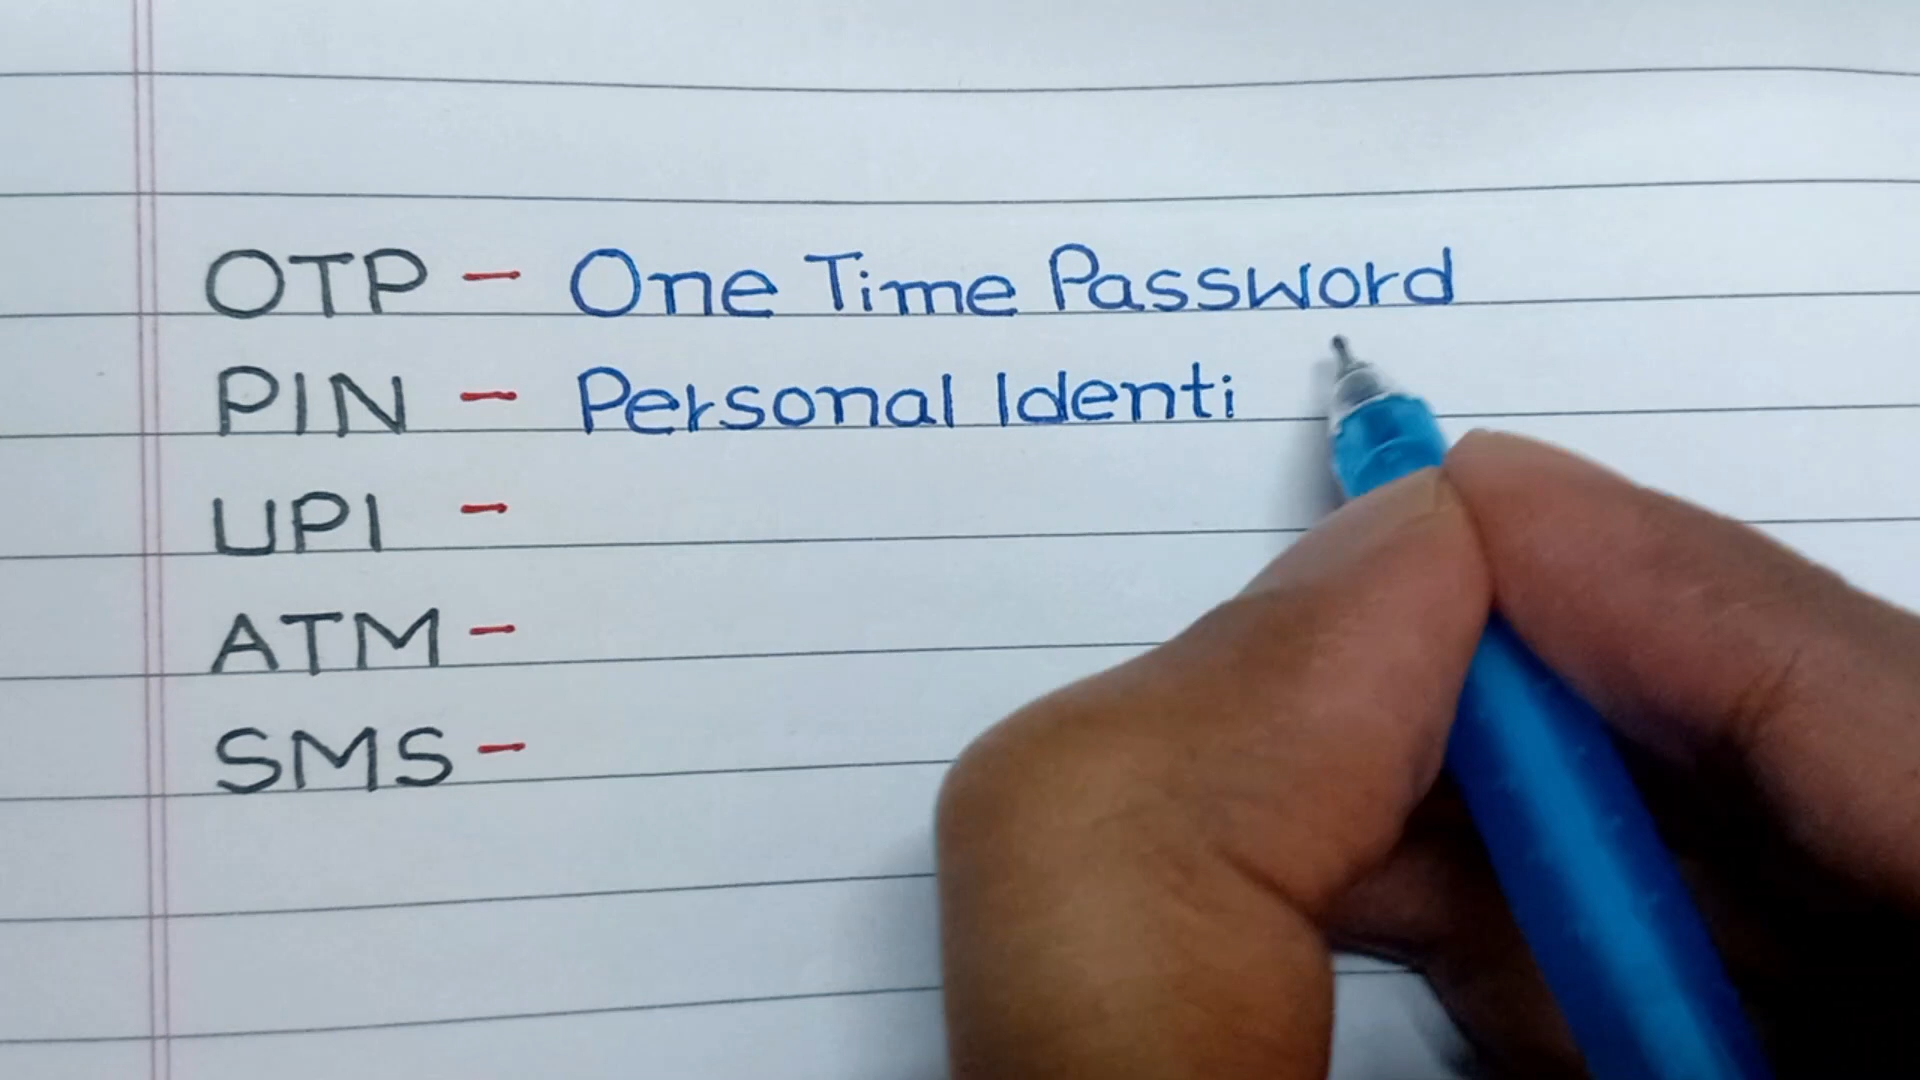 OTP - One Time Password
PIN - Personal Identi
UPI -
ATM -
SMS -